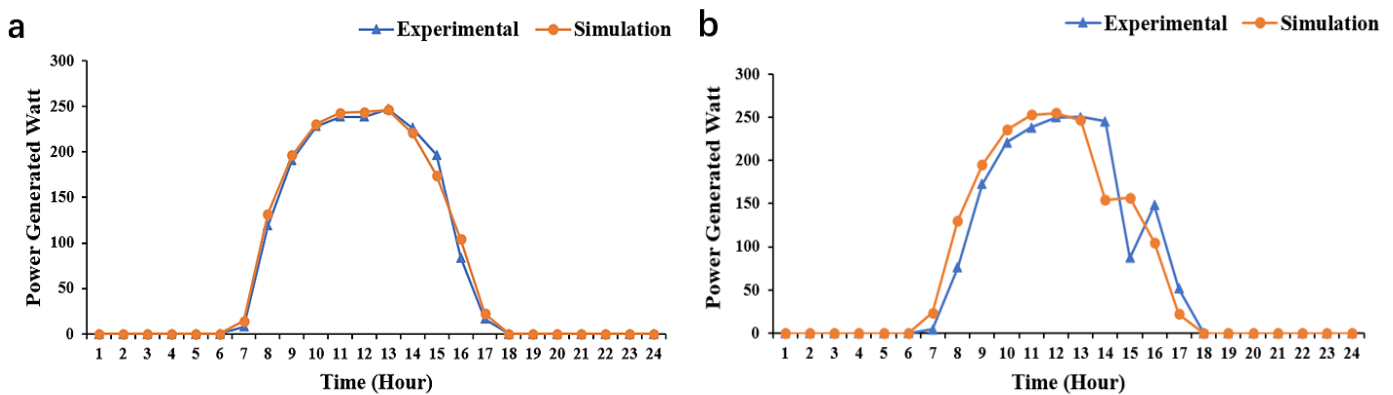 a
Experimental Simulation
Power Generated Watt
300
250
200
150
100
50
0
1 2 3 4 5 6 7 8 9 10 11 12 13 14 15 16 17 18 19 20 21 22 23 24
Time (Hour)
b
Experimental Simulation
Power Generated Watt
300
250
200
150
100
50
0
1 2 3 4 5 6 7 8 9 10 11 12 13 14 15 16 17 18 19 20 21 22 23 24
Time (Hour)